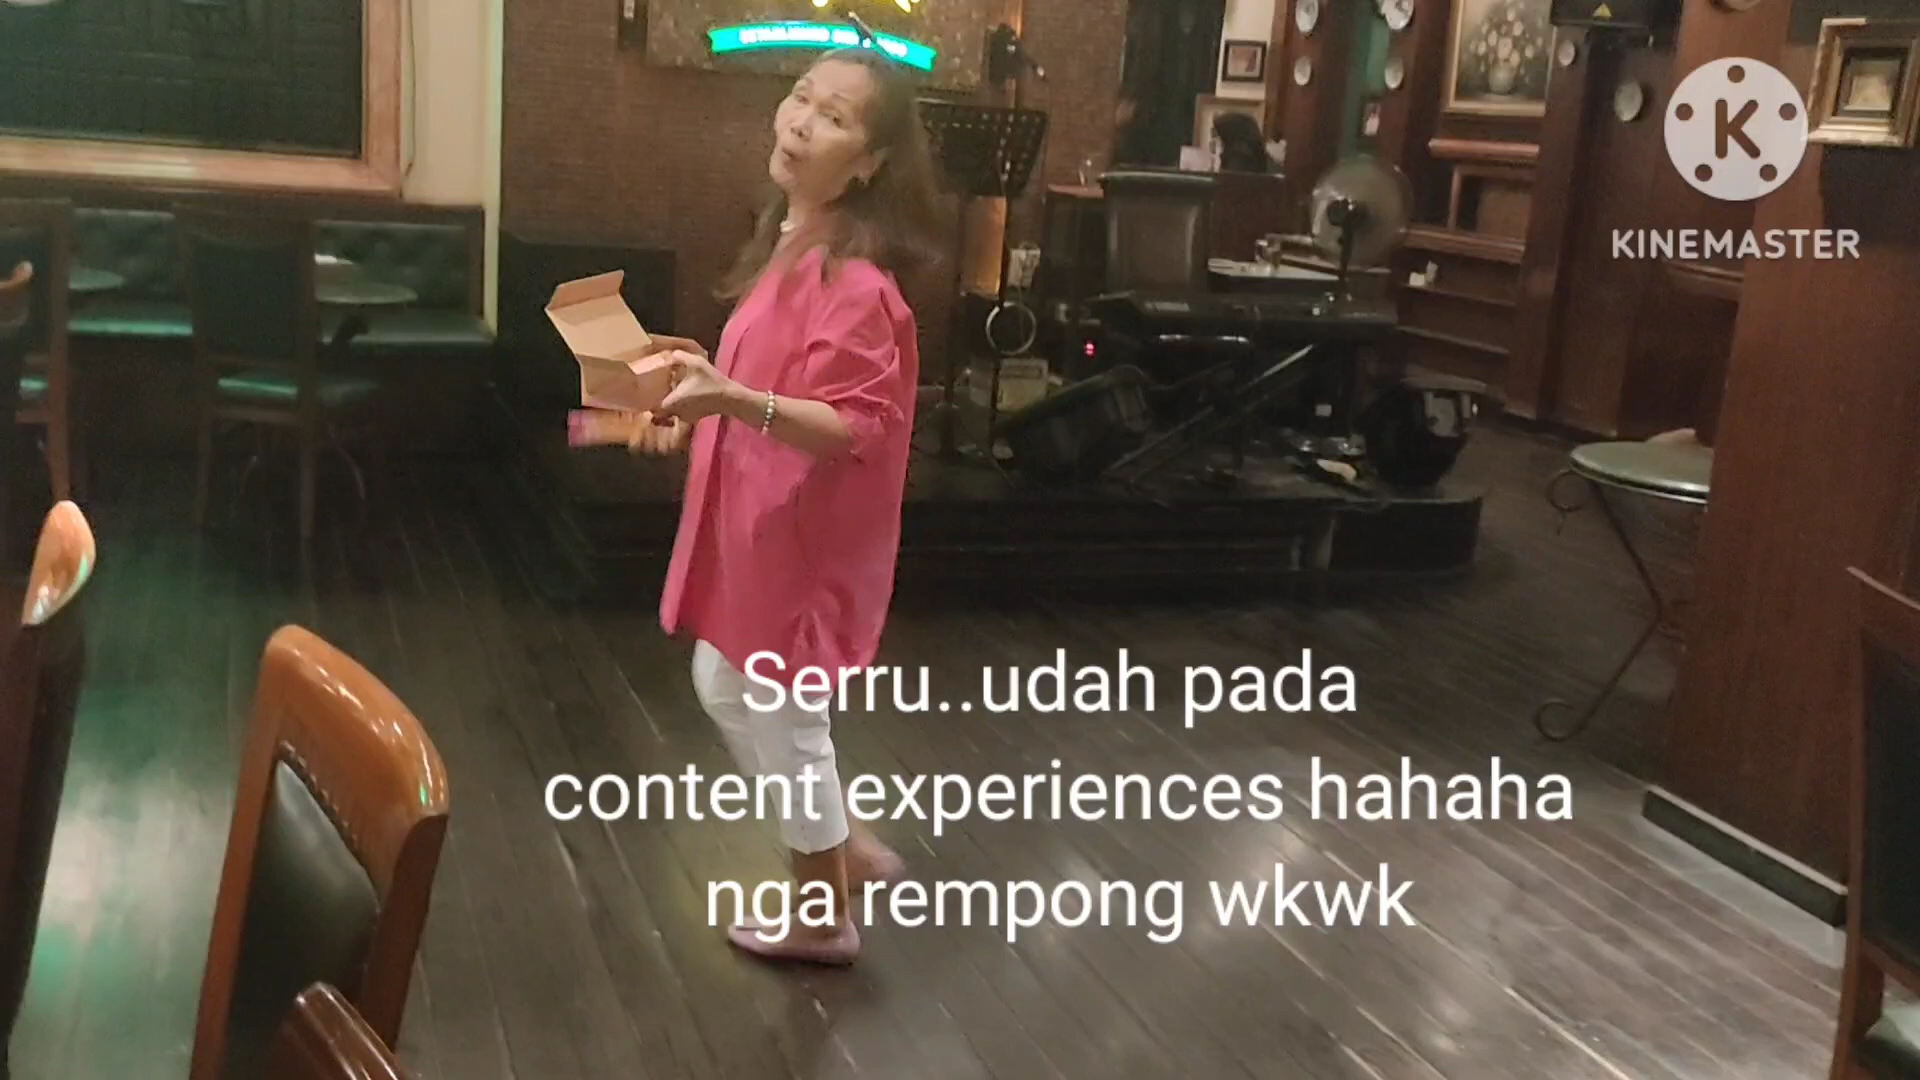 K
KINEMASTER
Serru..udah pada
content experiences hahaha
nga rempong wkwk